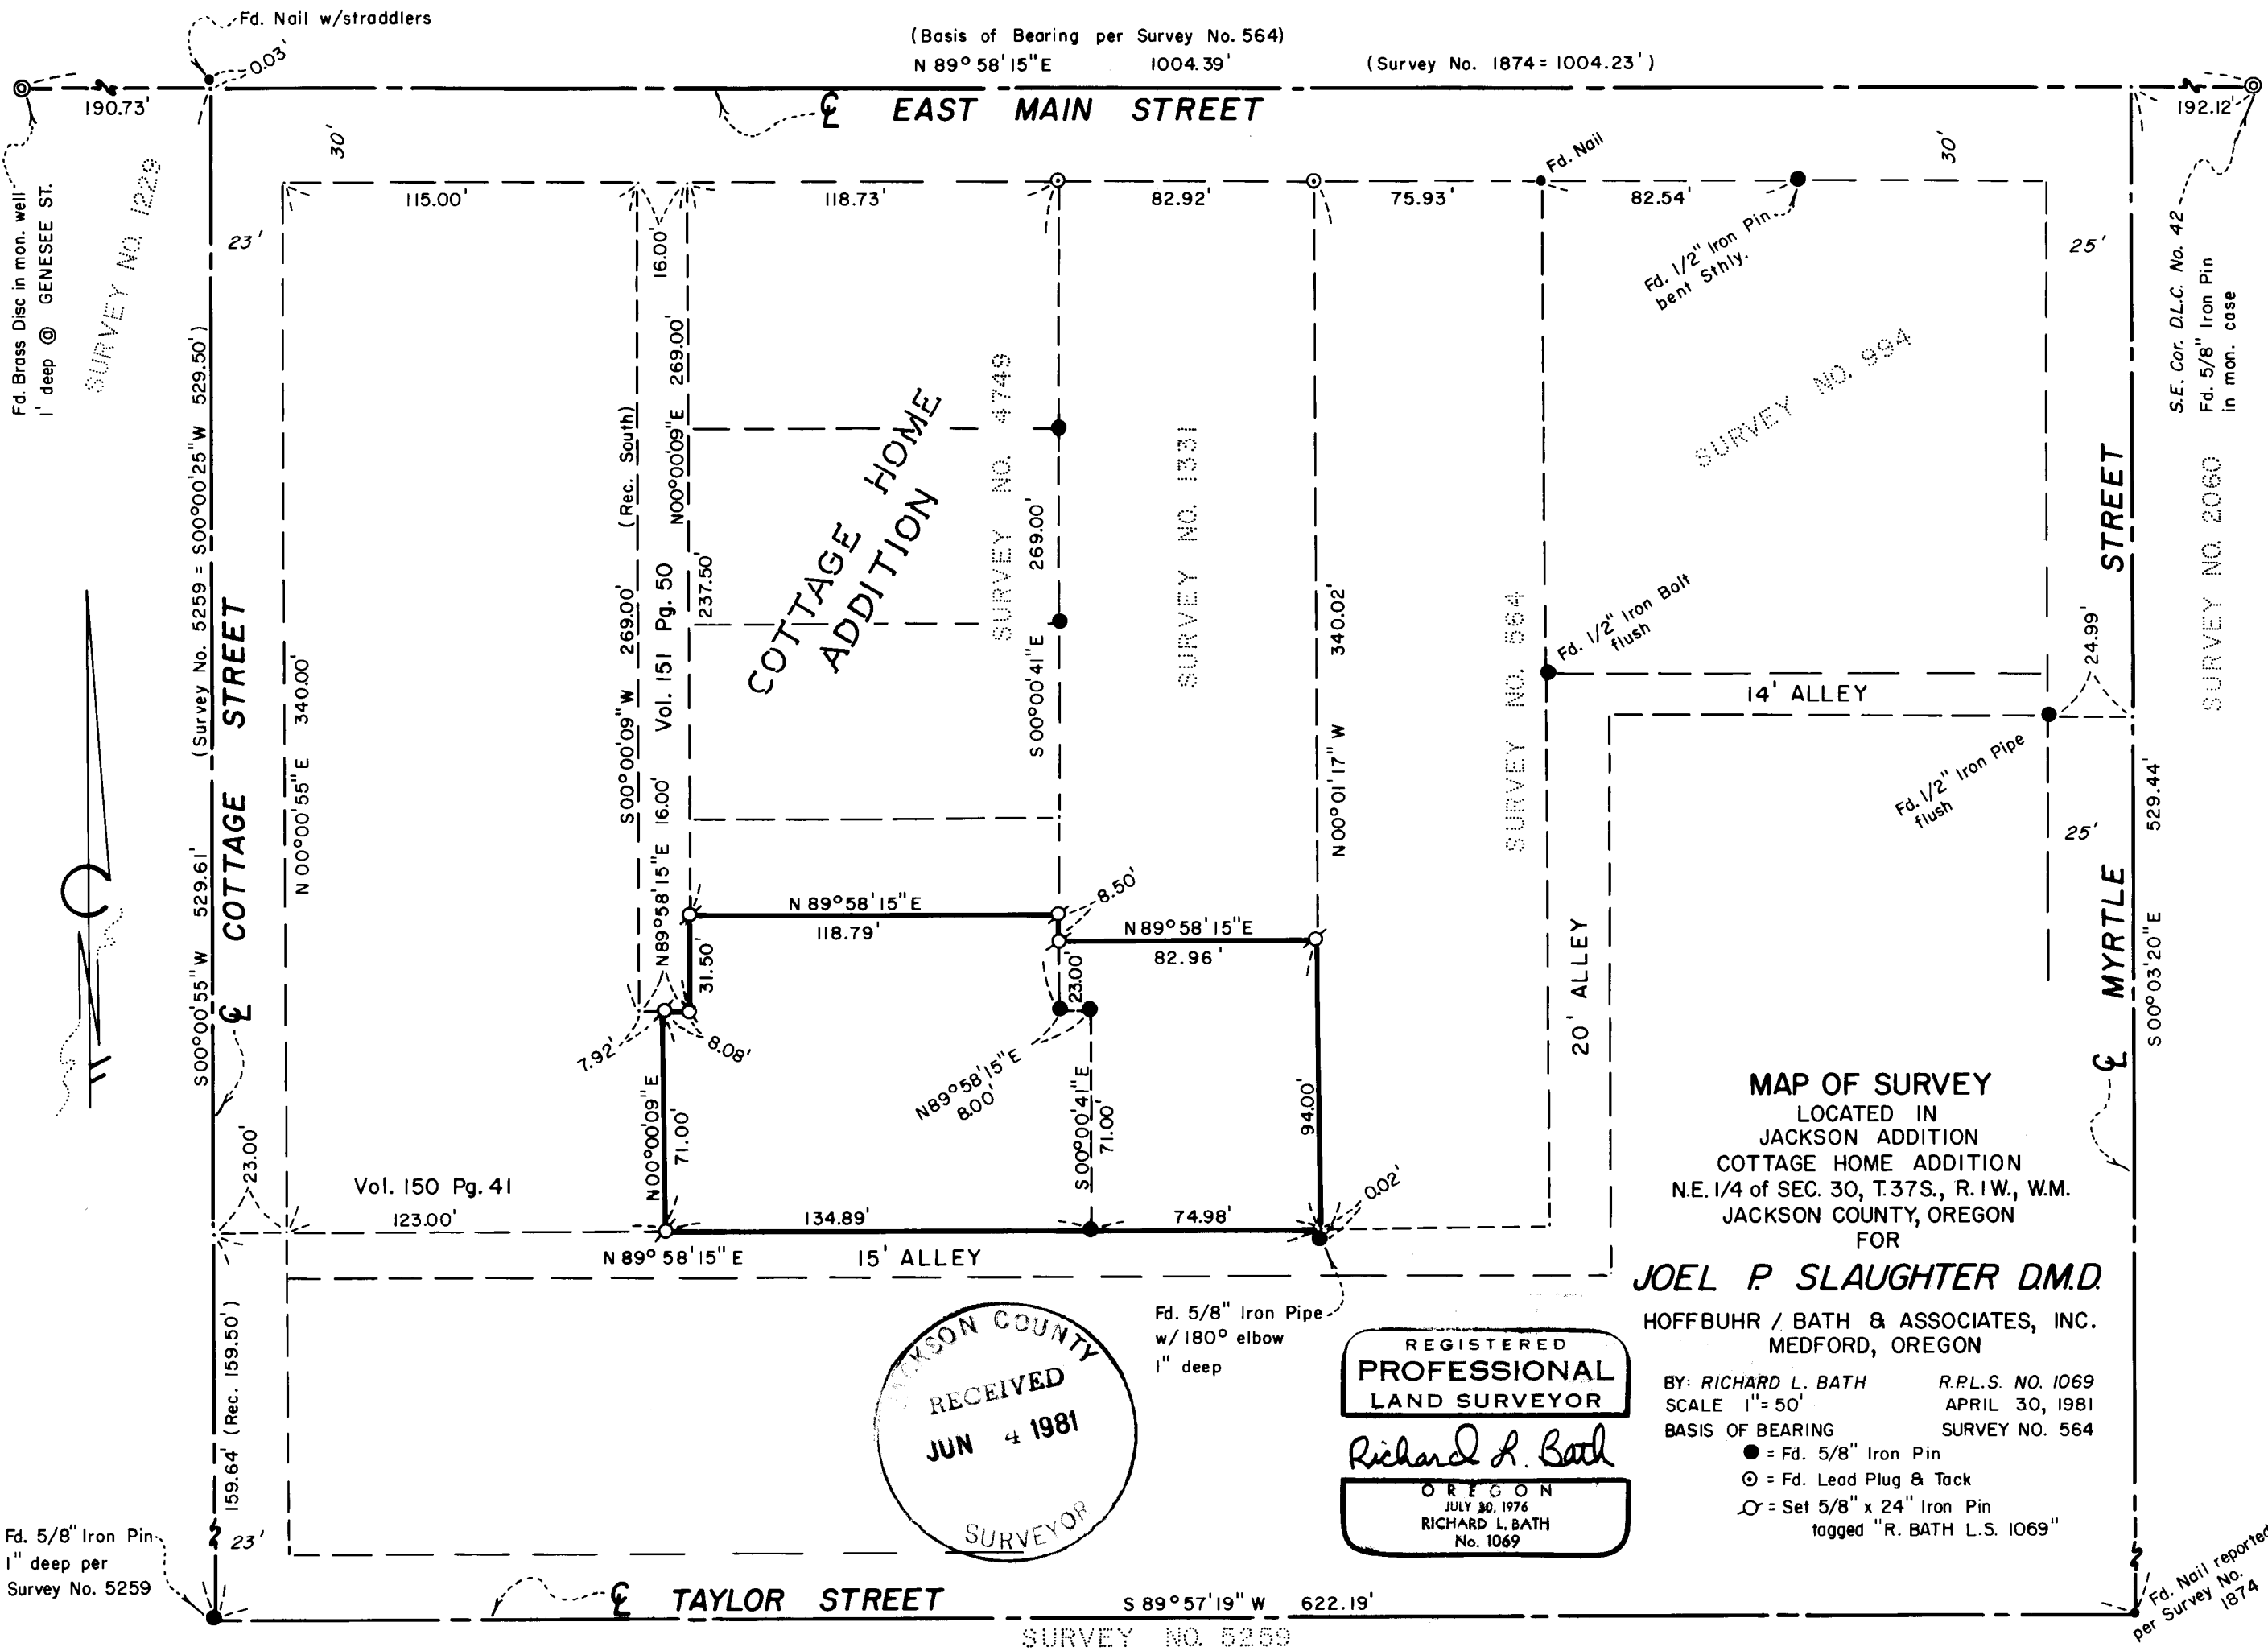 Fd. Nail w/straddlers
0.03'
(Basis of Bearing per Survey No. 564)
N 89° 58' 15" E 1004.39' (Survey No. 1874 = 1004.23')
190.73'
℄ EAST MAIN STREET
192.12'
Fd. Brass Disc in mon. well
1' deep @ GENESEE ST.
SURVEY NO. 1229
30'
30'
Fd. Nail
115.00'
16.00'
118.73'
82.92'
75.93'
82.54'
23'
25'
Fd. 1/2" Iron Pin
bent Sthly.
S.E. Cor. D.L.C. No. 42
Fd. 5/8" Iron Pin
in mon. case
SURVEY NO. 2060
SURVEY NO. 994
(Survey No. 5259 = S00°00'25"W 529.50')
S00°00'55"W 529.61'
℄ COTTAGE STREET
N00°00'55"E 340.00'
S00°00'09"W 269.00' (Rec. South)
N00°00'09"E 269.00'
237.50'
Vol. 151 Pg. 50
N89°58'15"E 16.00'
COTTAGE HOME
ADDITION
SURVEY NO. 4749
S00°00'41"E 269.00'
SURVEY NO. 1331
N00°01'17"W 340.02'
SURVEY NO. 564
Fd. 1/2" Iron Bolt
flush
14' ALLEY
24.99'
Fd. 1/2" Iron Pipe
flush
25'
℄ MYRTLE STREET
S00°03'20"E 529.44'
N 89°58'15"E
118.79'
8.50'
N89°58'15"E
82.96'
31.50'
23.00'
7.92'
8.08'
N89°58'15"E
8.00'
N00°00'09"E
71.00'
S00°00'41"E
71.00'
94.00'
20' ALLEY
23.00'
Vol. 150 Pg. 41
123.00'
134.89'
74.98'
0.02'
N 89° 58' 15" E
15' ALLEY
Fd. 5/8" Iron Pipe
w/ 180° elbow
1" deep
159.64' (Rec. 159.50')
23'
Fd. 5/8" Iron Pin
1" deep per
Survey No. 5259
MAP OF SURVEY
LOCATED IN
JACKSON ADDITION
COTTAGE HOME ADDITION
N.E. 1/4 of SEC. 30, T.37S., R.1W., W.M.
JACKSON COUNTY, OREGON
FOR
JOEL P. SLAUGHTER D.M.D.
HOFFBUHR / BATH & ASSOCIATES, INC.
MEDFORD, OREGON
BY: RICHARD L. BATH R.P.L.S. NO. 1069
SCALE 1" = 50' APRIL 30, 1981
BASIS OF BEARING SURVEY NO. 564
= Fd. 5/8" Iron Pin
= Fd. Lead Plug & Tack
= Set 5/8" x 24" Iron Pin
tagged "R. BATH L.S. 1069"
JACKSON COUNTY
RECEIVED
JUN 4 1981
SURVEYOR
REGISTERED
PROFESSIONAL
LAND SURVEYOR
Richard L. Bath
OREGON
JULY 30, 1976
RICHARD L. BATH
No. 1069
℄ TAYLOR STREET
S 89°57'19" W 622.19'
SURVEY NO. 5259
Fd. Nail reported
per Survey No.
1874